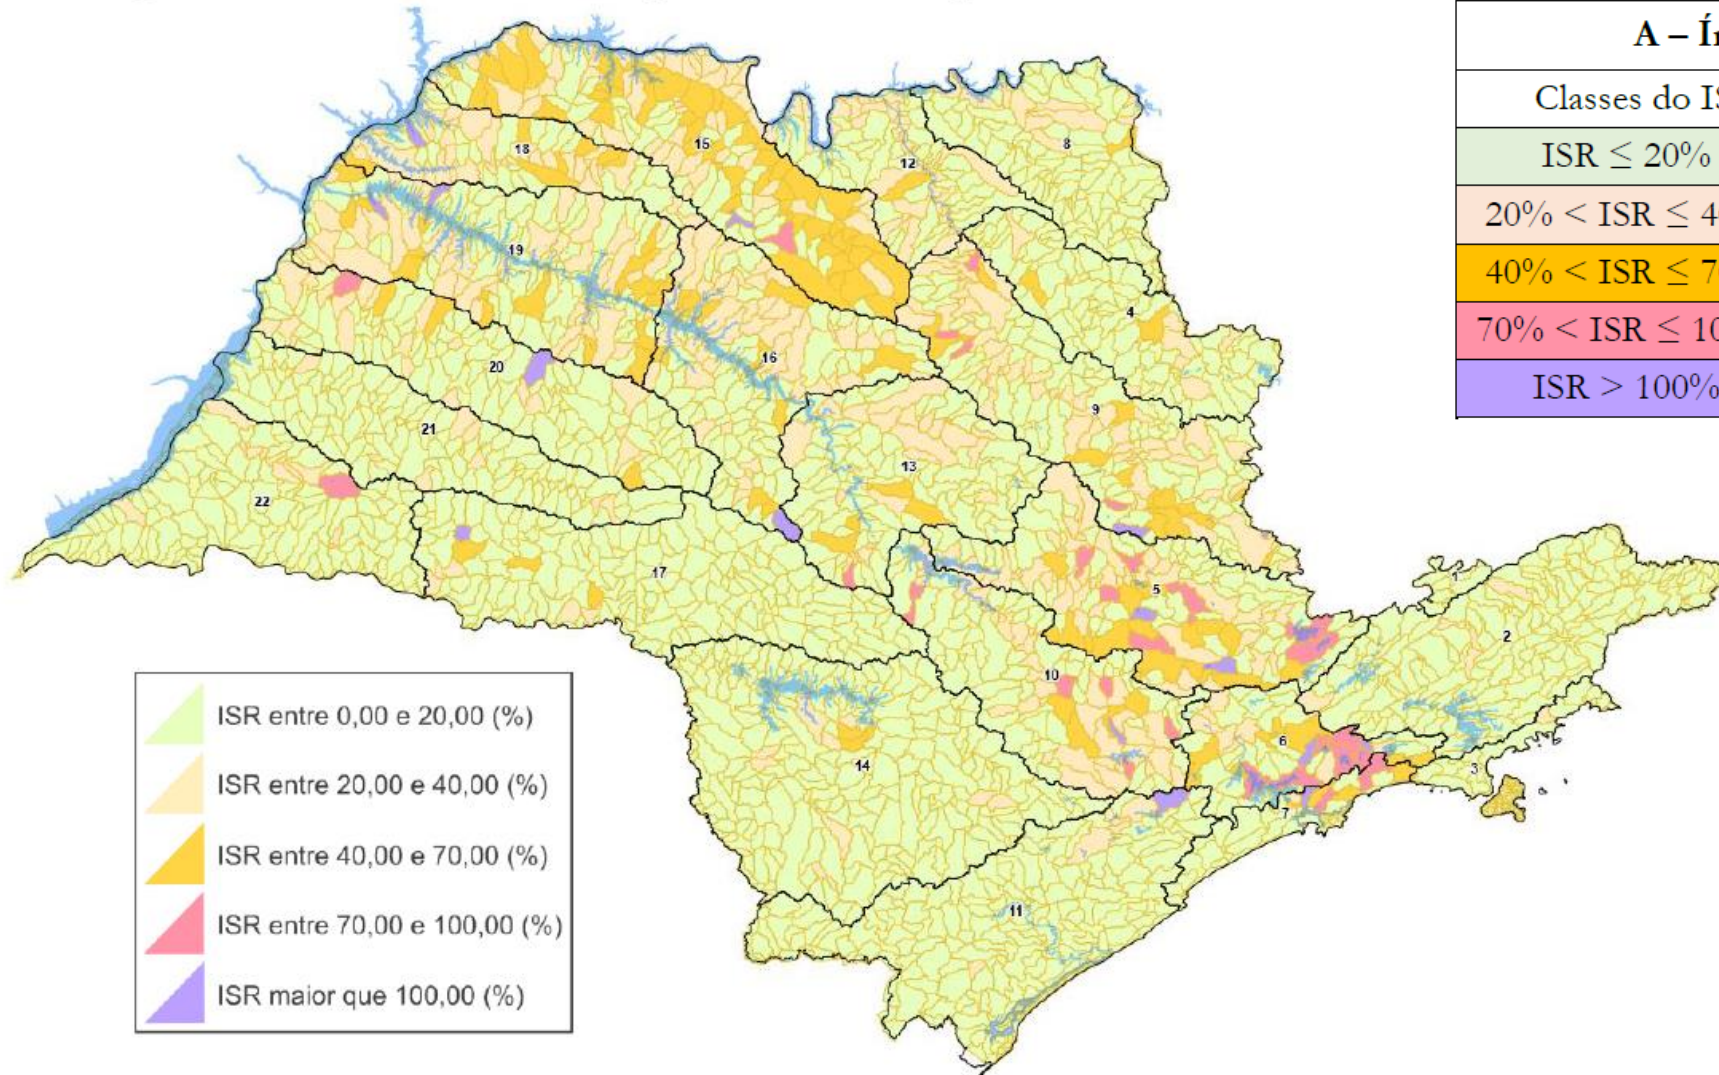 A – Í
Classes do IS
ISR ≤ 20%
20% < ISR ≤ 4
40% < ISR ≤ 7
70% < ISR ≤ 10
ISR > 100%
15
18
12
8
19
4
16
20
9
21
13
22
17
5
1
2
10
6
3
14
7
11
ISR entre 0,00 e 20,00 (%)
ISR entre 20,00 e 40,00 (%)
ISR entre 40,00 e 70,00 (%)
ISR entre 70,00 e 100,00 (%)
ISR maior que 100,00 (%)